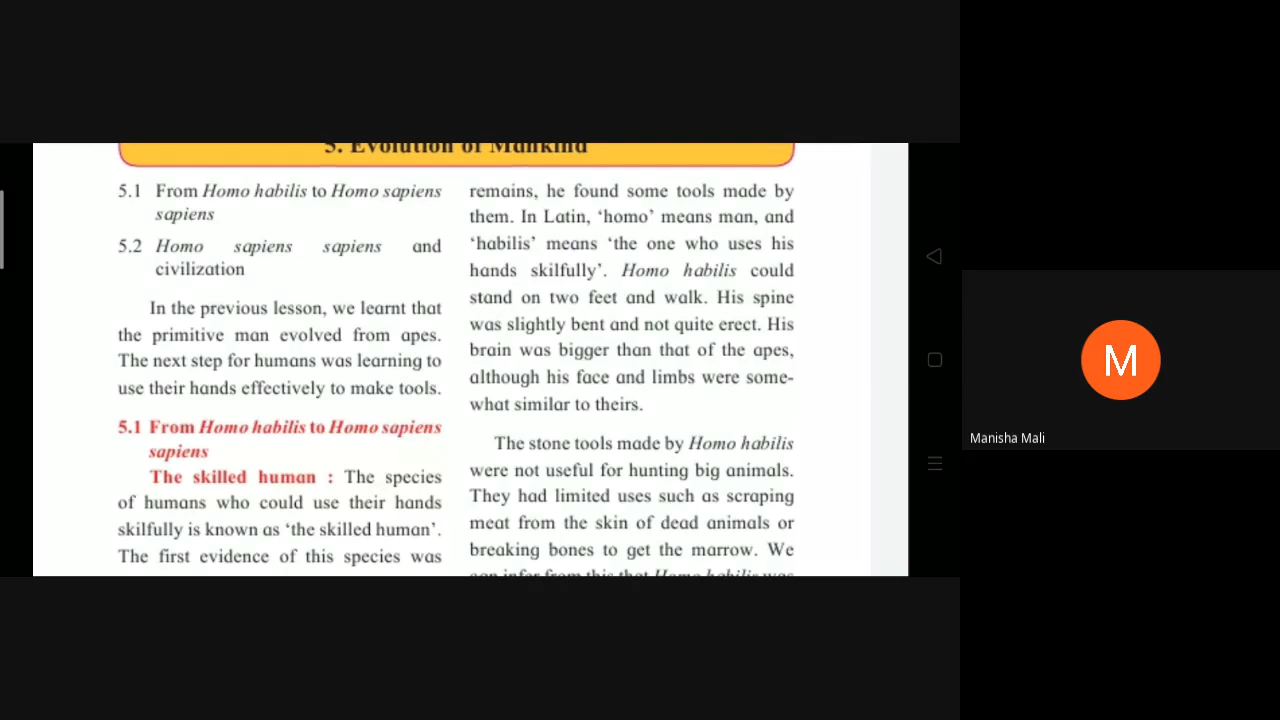 5. Evolution of Mankind
5.1 From Homo habilis to Homo sapiens
sapiens
5.2 Homo sapiens sapiens and
civilization
In the previous lesson, we learnt that
the primitive man evolved from apes.
The next step for humans was learning to
use their hands effectively to make tools.
5.1 From Homo habilis to Homo sapiens
sapiens
The skilled human : The species
of humans who could use their hands
skilfully is known as ‘the skilled human’.
The first evidence of this species was
remains, he found some tools made by
them. In Latin, ‘homo’ means man, and
‘habilis’ means ‘the one who uses his
hands skilfully’. Homo habilis could
stand on two feet and walk. His spine
was slightly bent and not quite erect. His
brain was bigger than that of the apes,
although his face and limbs were some-
what similar to theirs.
The stone tools made by Homo habilis
were not useful for hunting big animals.
They had limited uses such as scraping
meat from the skin of dead animals or
breaking bones to get the marrow. We
can infer from this that Homo habilis was
M
Manisha Mali